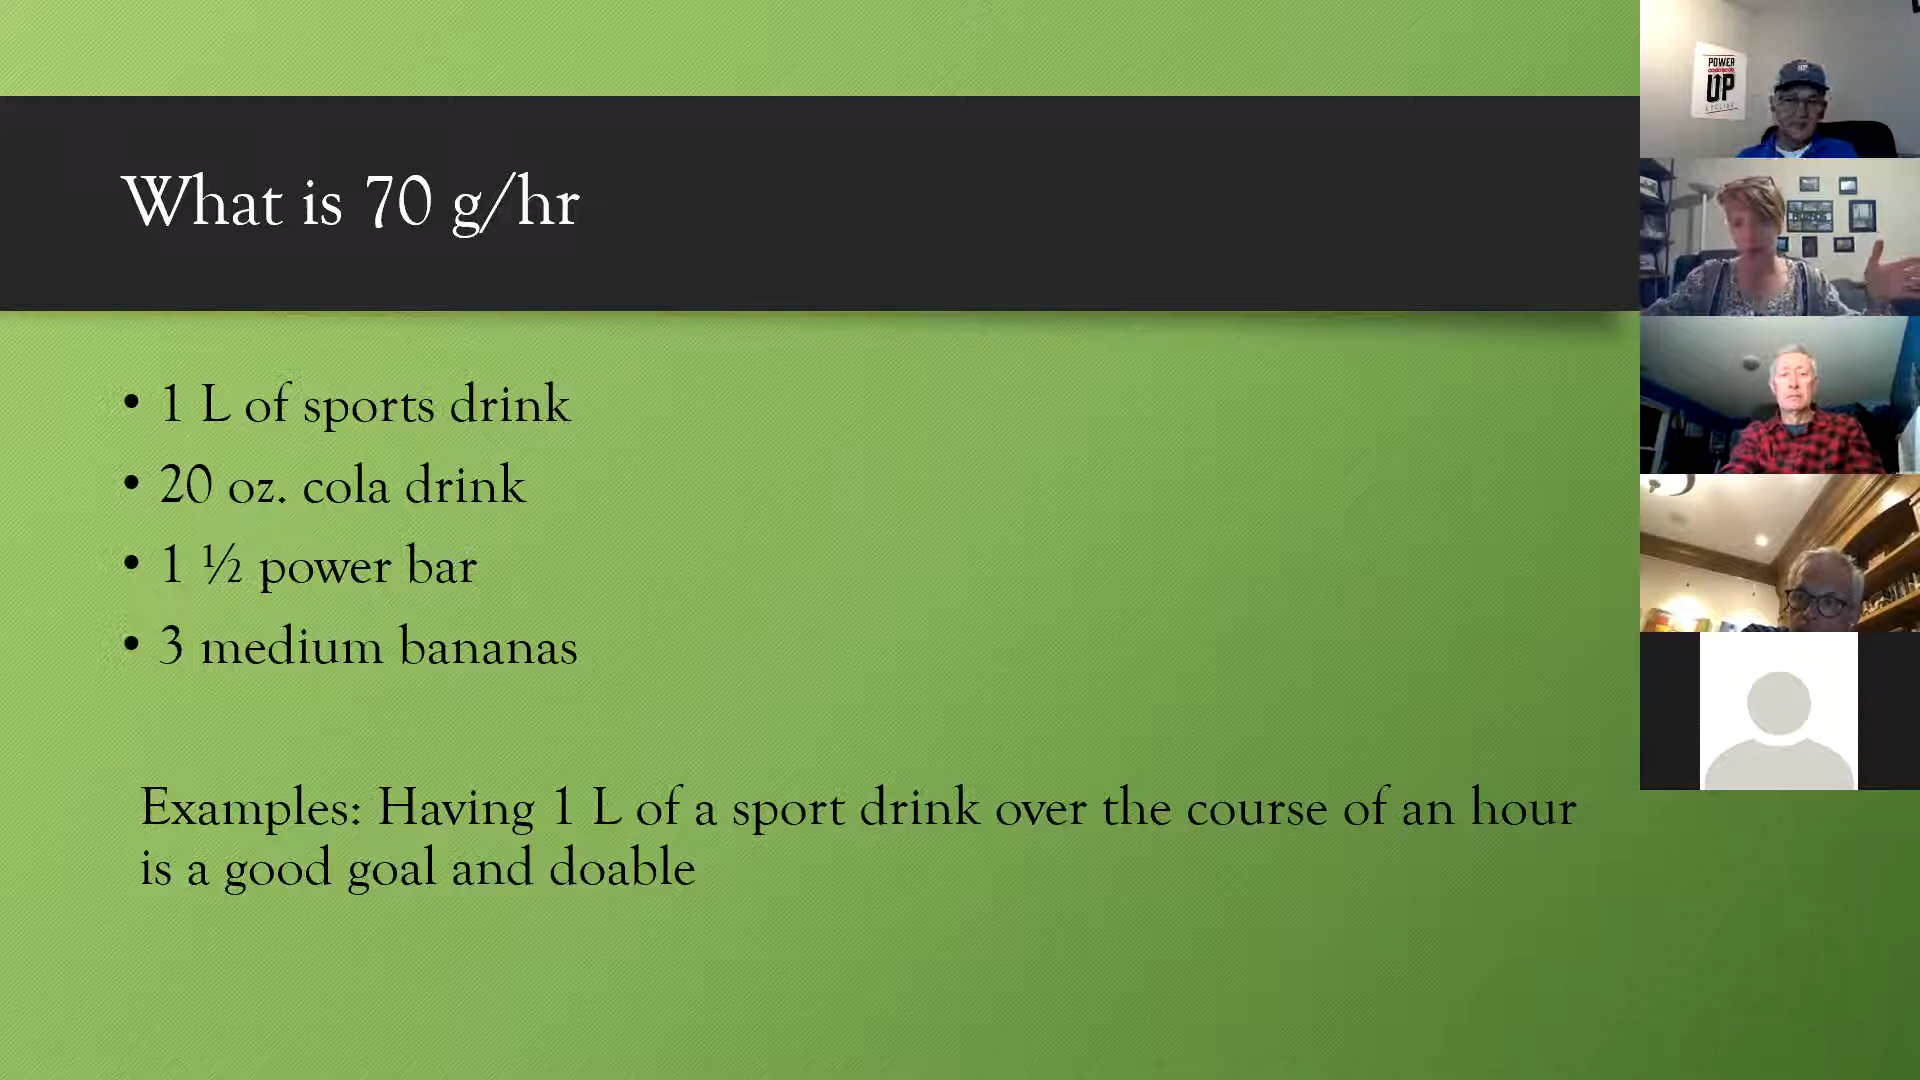 What is 70 g/hr
• 1 L of sports drink
• 20 oz. cola drink
• 1 ½ power bar
• 3 medium bananas
Examples: Having 1 L of a sport drink over the course of an hour
is a good goal and doable
POWER
UP